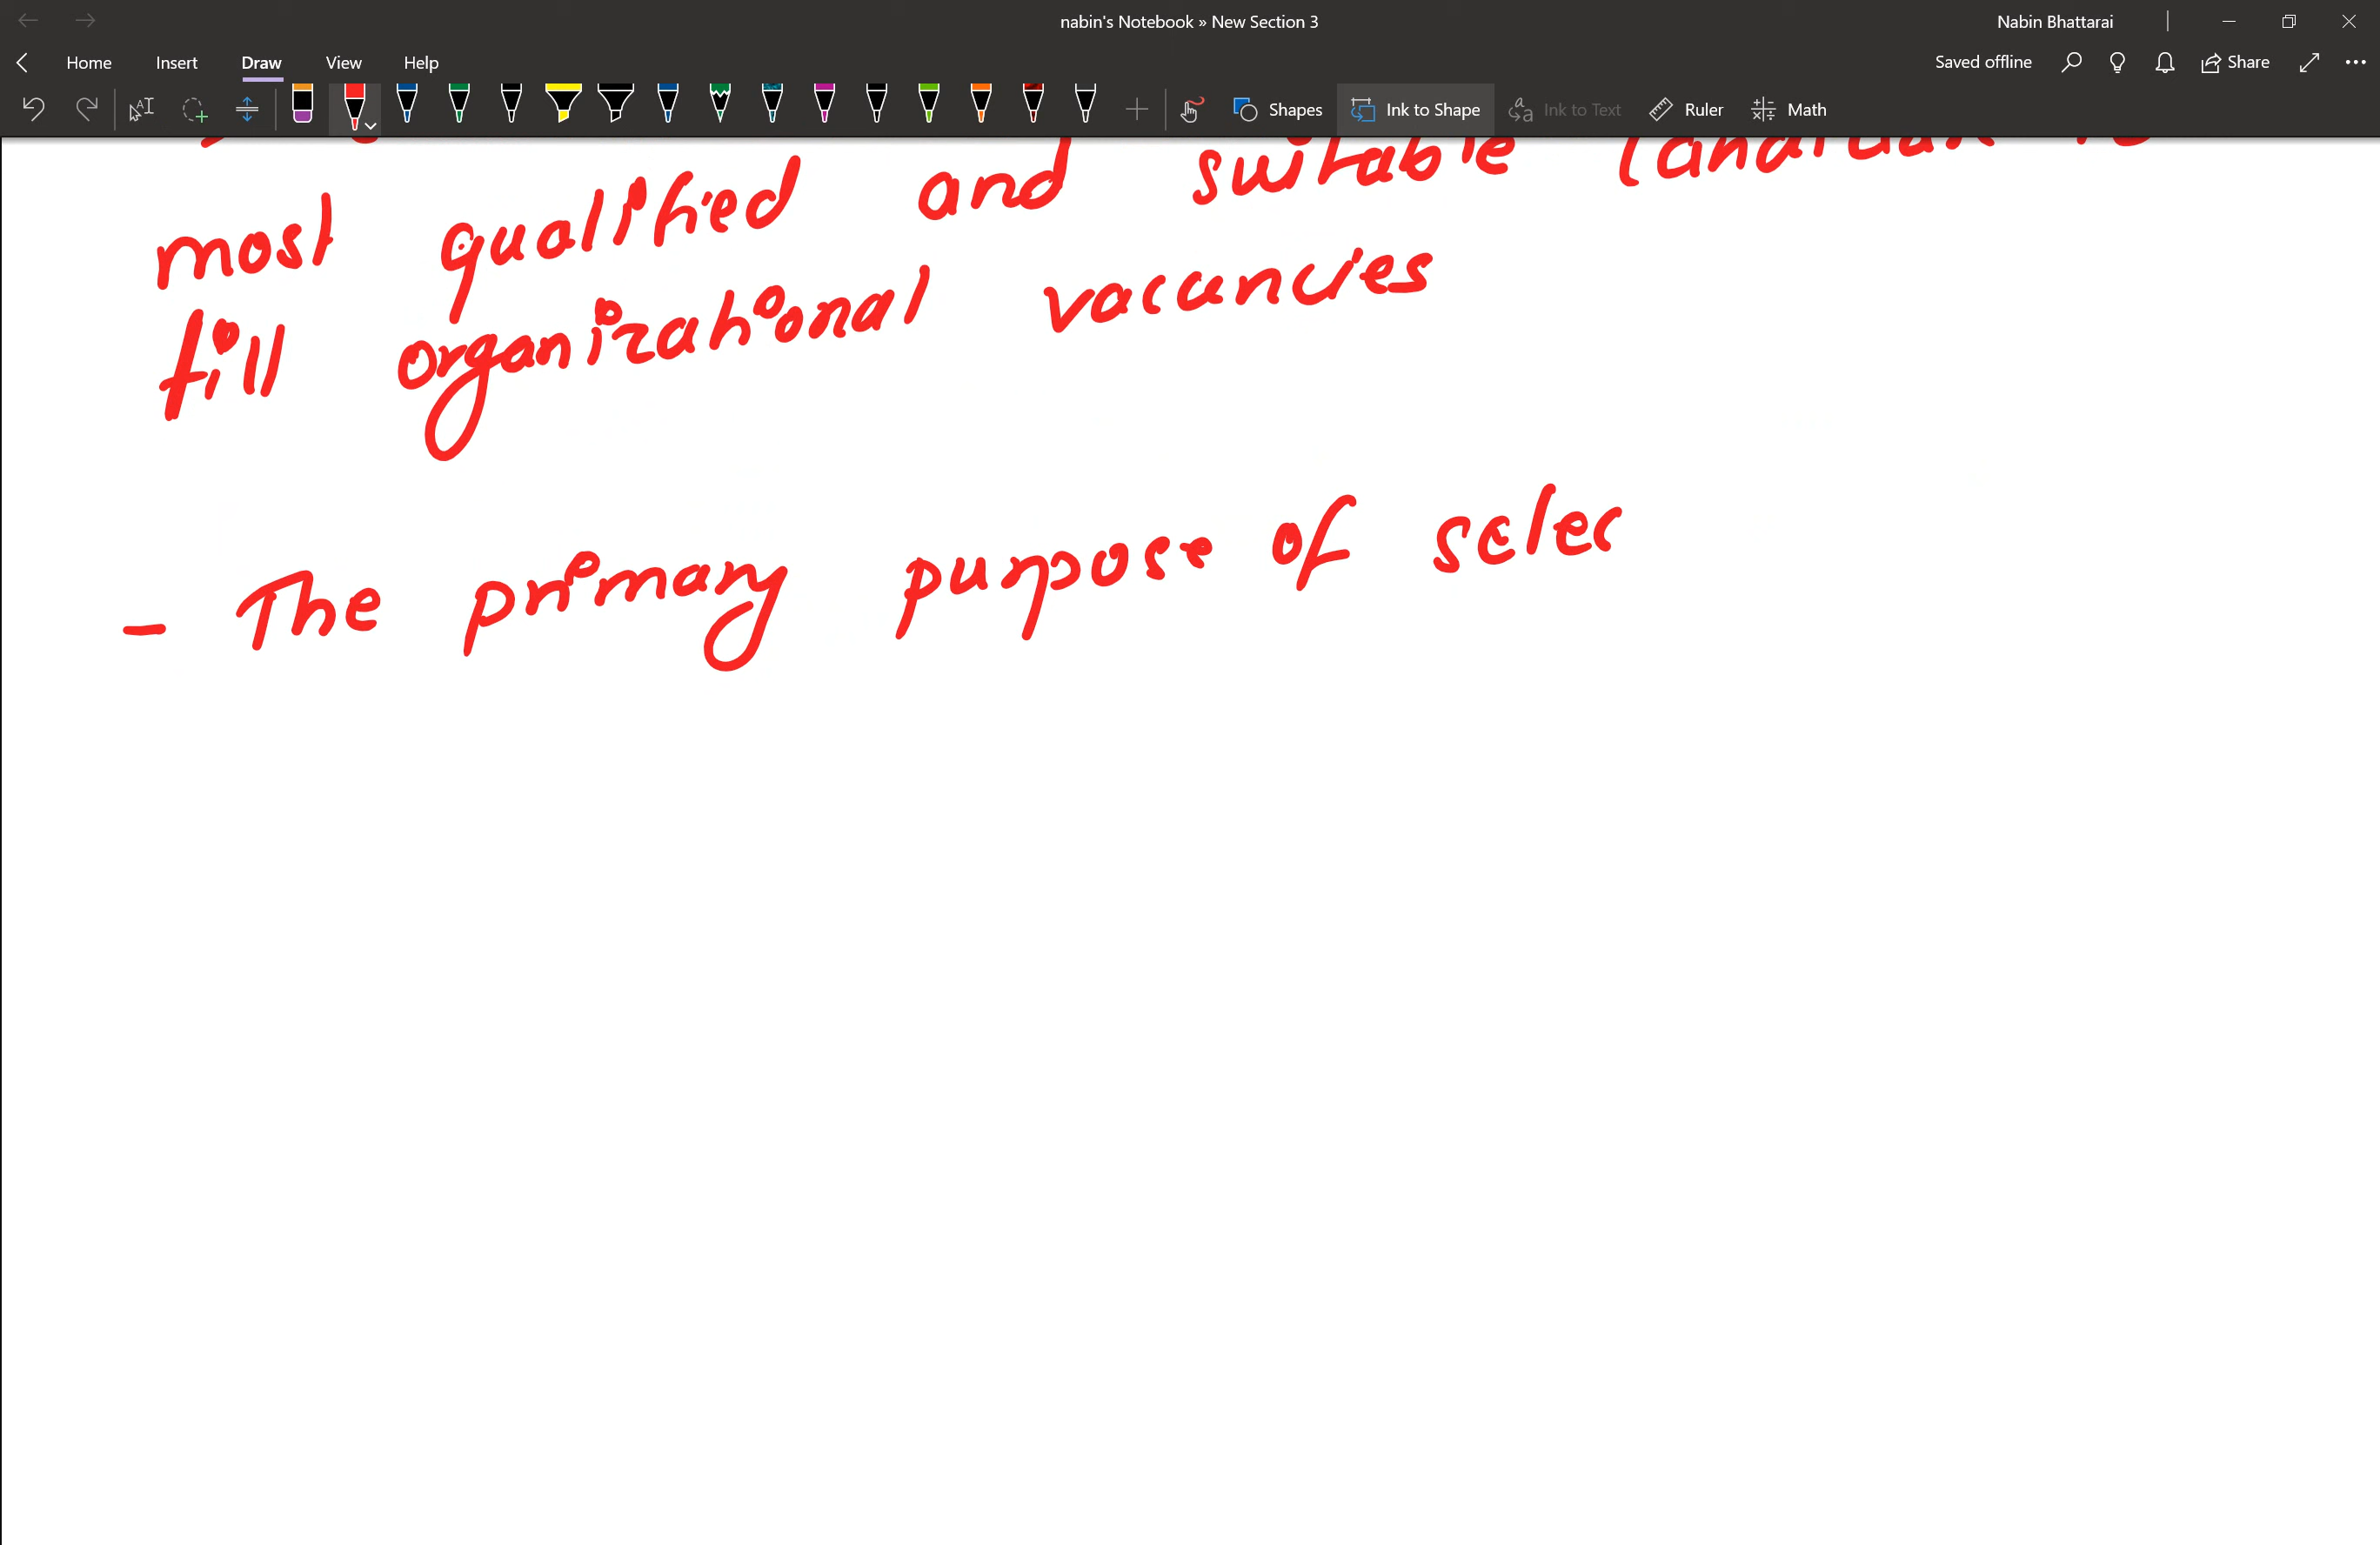 nabin's Notebook » New Section 3
Nabin Bhattarai
Home Insert Draw View Help
Saved offline Share
Shapes Ink to Shape Ink to Text Ruler Math
most qualified and suitable
fill organizational vacancies
- The primary purpose of selec